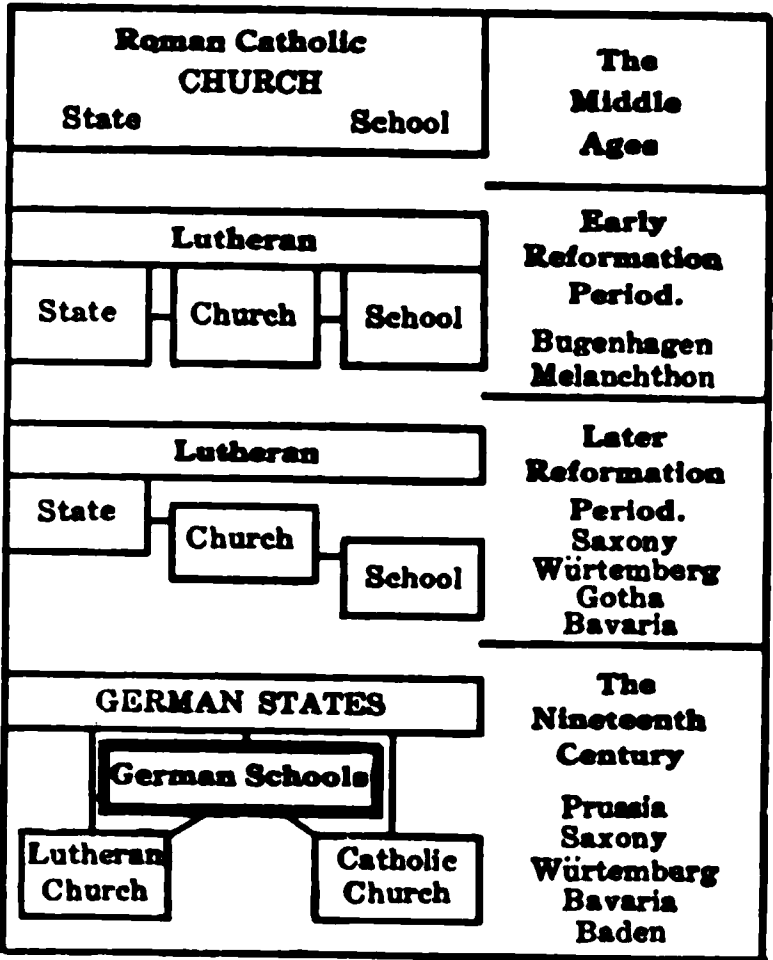 Roman Catholic
CHURCH
State School
The
Middle
Ages
Lutheran
State Church School
Early
Reformation
Period.
Bugenhagen
Melanchthon
Lutheran
State
Church
School
Later
Reformation
Period.
Saxony
Würtemberg
Gotha
Bavaria
GERMAN STATES
German Schools
Lutheran
Church
Catholic
Church
The
Nineteenth
Century
Prussia
Saxony
Würtemberg
Bavaria
Baden